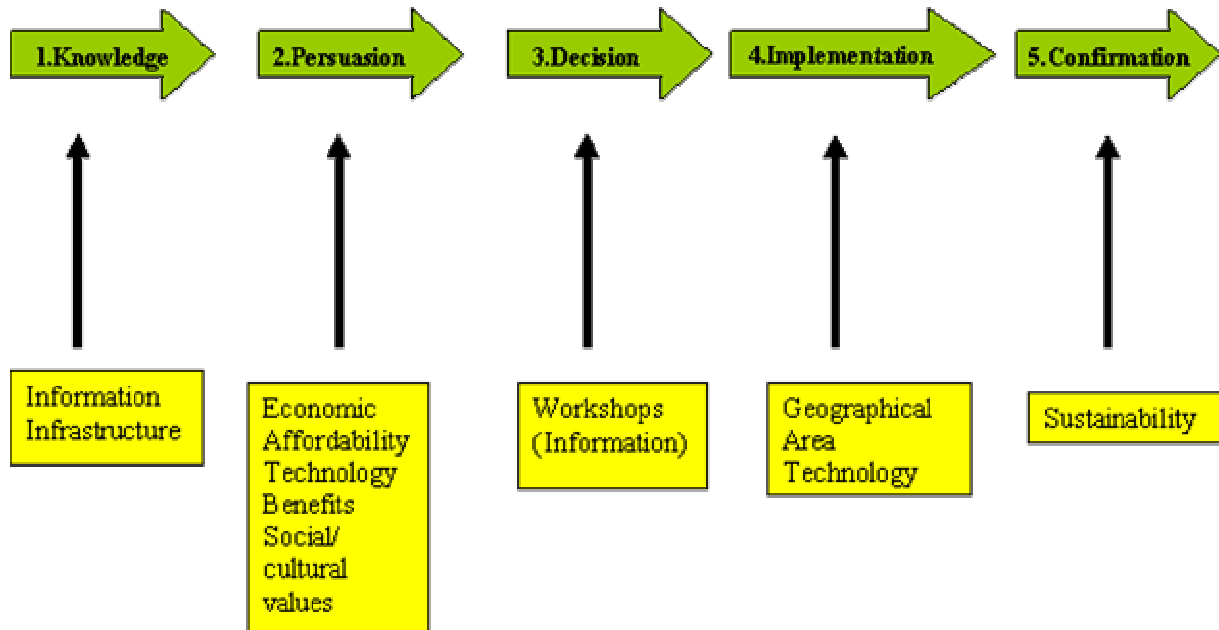 1.Knowledge
2.Persuasion
3.Decision
4.Implementation
5.Confirmation
Information
Infrastructure
Economic
Affordability
Technology
Benefits
Social/
cultural
values
Workshops
(Information)
Geographical
Area
Technology
Sustainability